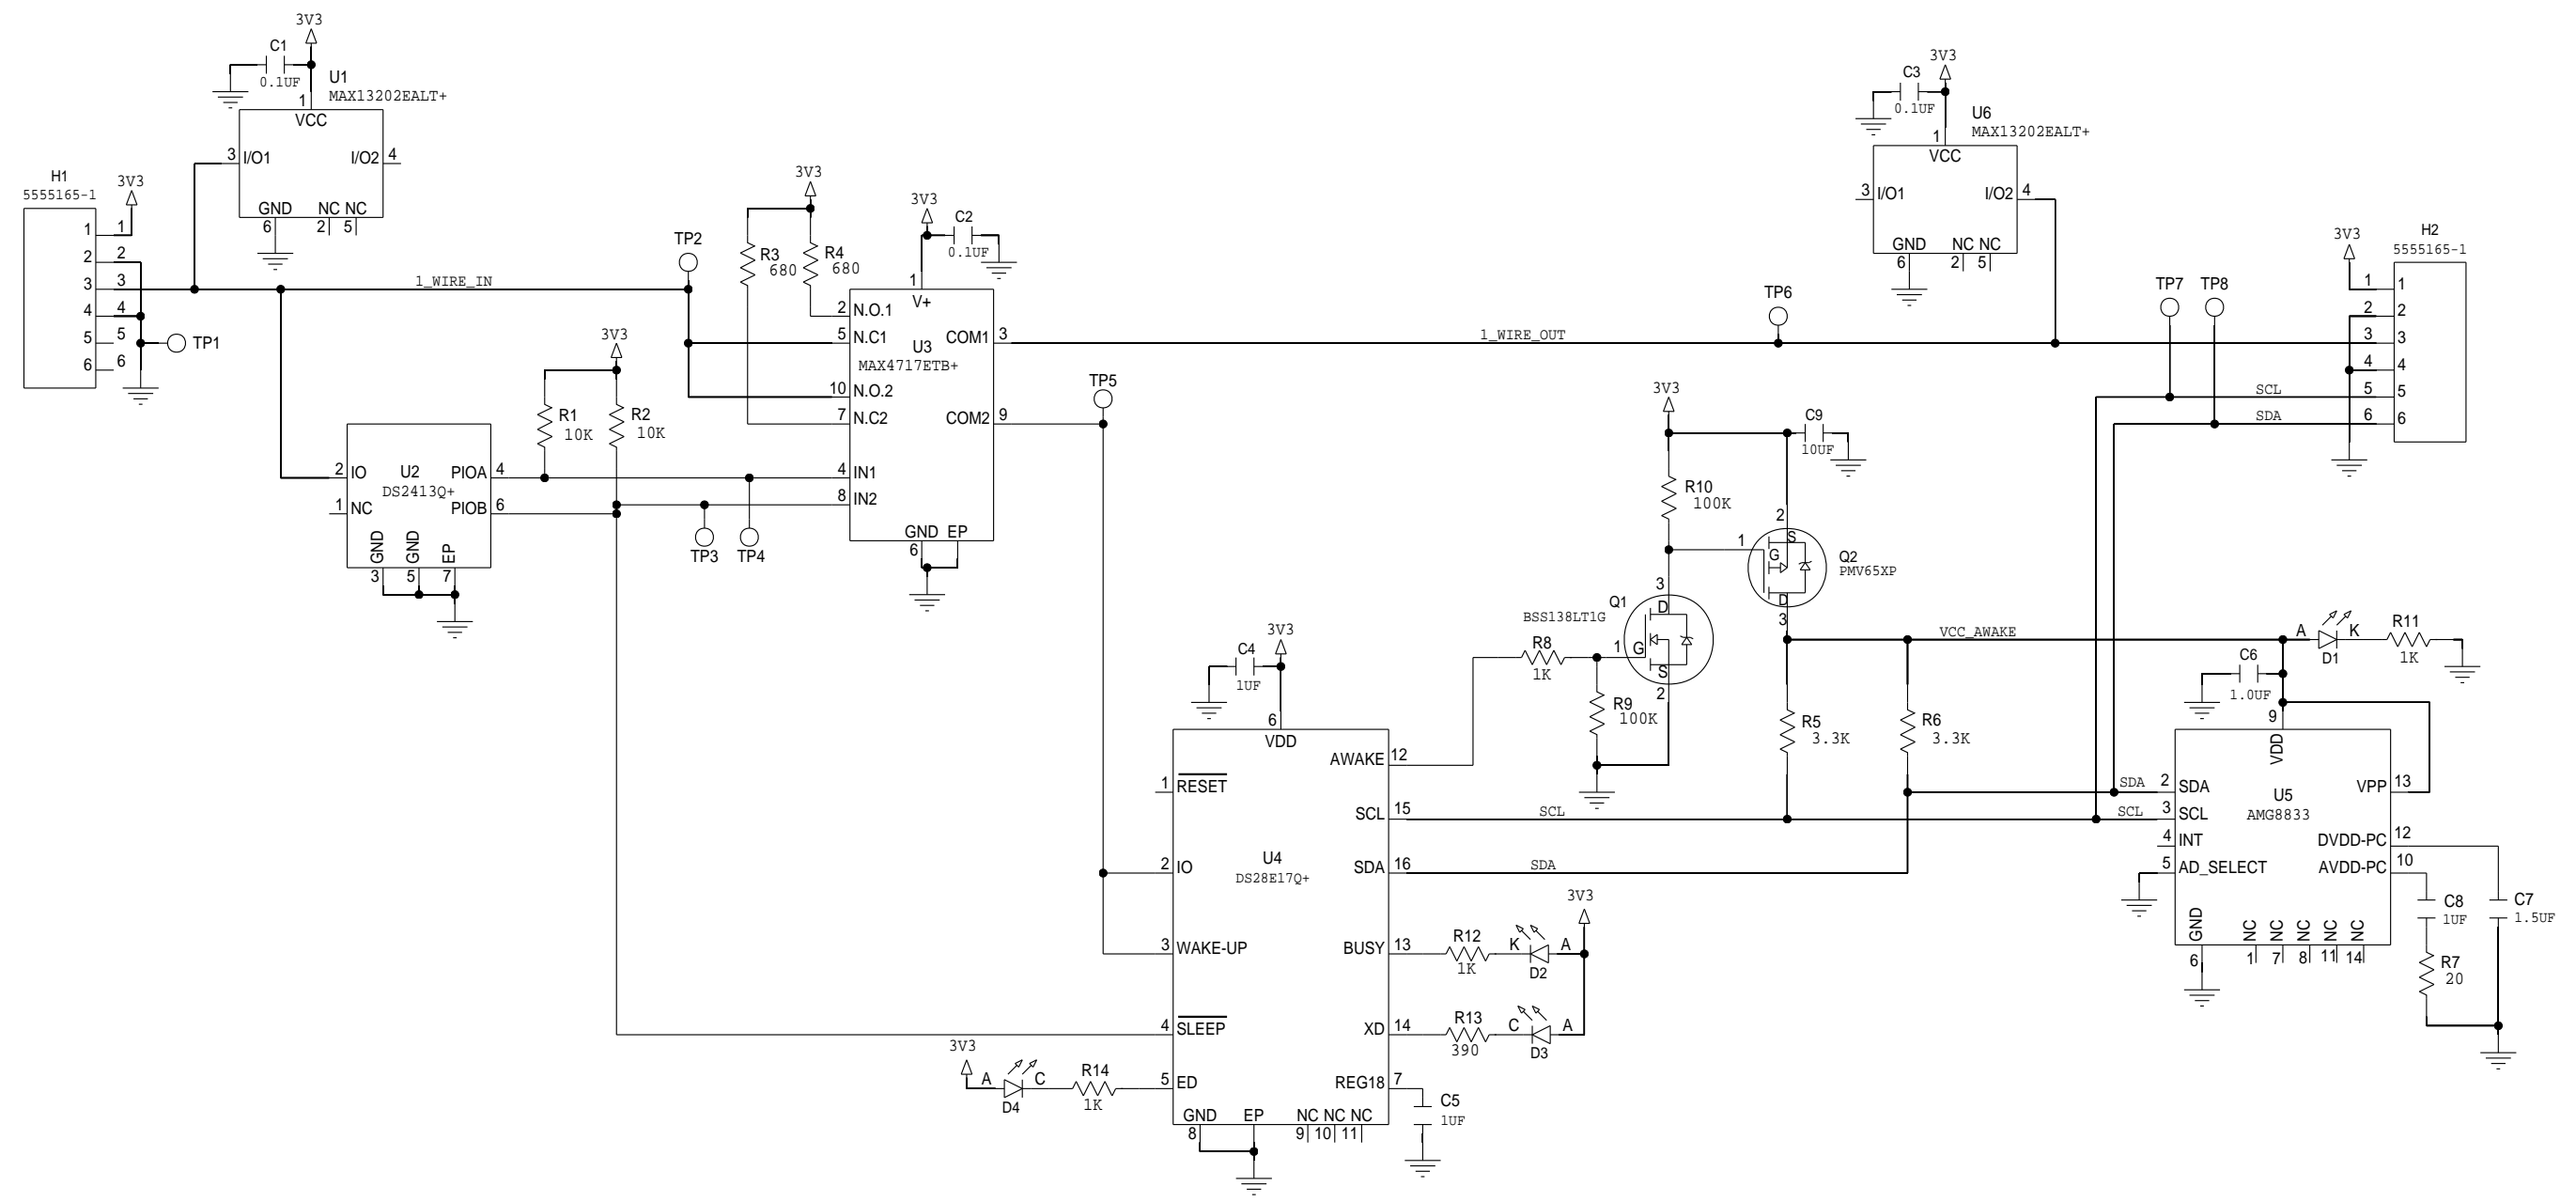 3V3
C1
0.1UF
U1
MAX13202EALT+
1
VCC
3 I/O1
I/O2 4
GND
NC NC
6
2 5
H1
5555165-1
3V3
1 1
2 2
3 3
4 4
5 5
6 6
TP1
1_WIRE_IN
TP2
3V3
R3
680
R4
680
3V3
C2
0.1UF
1
V+
2 N.O.1
5 N.C1
10 N.O.2
7 N.C2
4 IN1
8 IN2
U3
MAX4717ETB+
COM1 3
COM2 9
GND EP
6
3V3
R1
10K
R2
10K
2 IO
1 NC
U2
DS2413Q+
PIOA 4
PIOB 6
GND
GND
EP
3 5 7
TP3
TP4
TP5
1_WIRE_OUT
TP6
3V3
C3
0.1UF
U6
MAX13202EALT+
1
VCC
3 I/O1
I/O2 4
GND
NC NC
6
2 5
TP7
TP8
3V3
H2
5555165-1
1 1
2 2
3 3
4 4
5 5
6 6
SCL
SDA
3V3
C9
10UF
R10
100K
2
S
1
G
D
3
Q2
PMV65XP
3
D
Q1
BSS138LT1G
1
G
S
2
R8
1K
R9
100K
VCC_AWAKE
R5
3.3K
R6
3.3K
A
K
D1
R11
1K
C6
1.0UF
9
VDD
SDA
2 SDA
SCL
3 SCL
4 INT
5 AD_SELECT
U5
AMG8833
VPP 13
DVDD-PC 12
AVDD-PC 10
GND
NC
NC
NC
NC
NC
6
1 7 8 11 14
C8
1UF
C7
1.5UF
R7
20
3V3
C4
1UF
6
VDD
1 RESET
2 IO
3 WAKE-UP
4 SLEEP
5 ED
U4
DS28E17Q+
AWAKE 12
SCL 15
SCL
SDA 16
SDA
BUSY 13
XD 14
REG18 7
GND EP
NC NC NC
8
9 10 11
R12
1K
K
A
D2
3V3
R13
390
C
A
D3
C5
1UF
3V3
A
C
D4
R14
1K